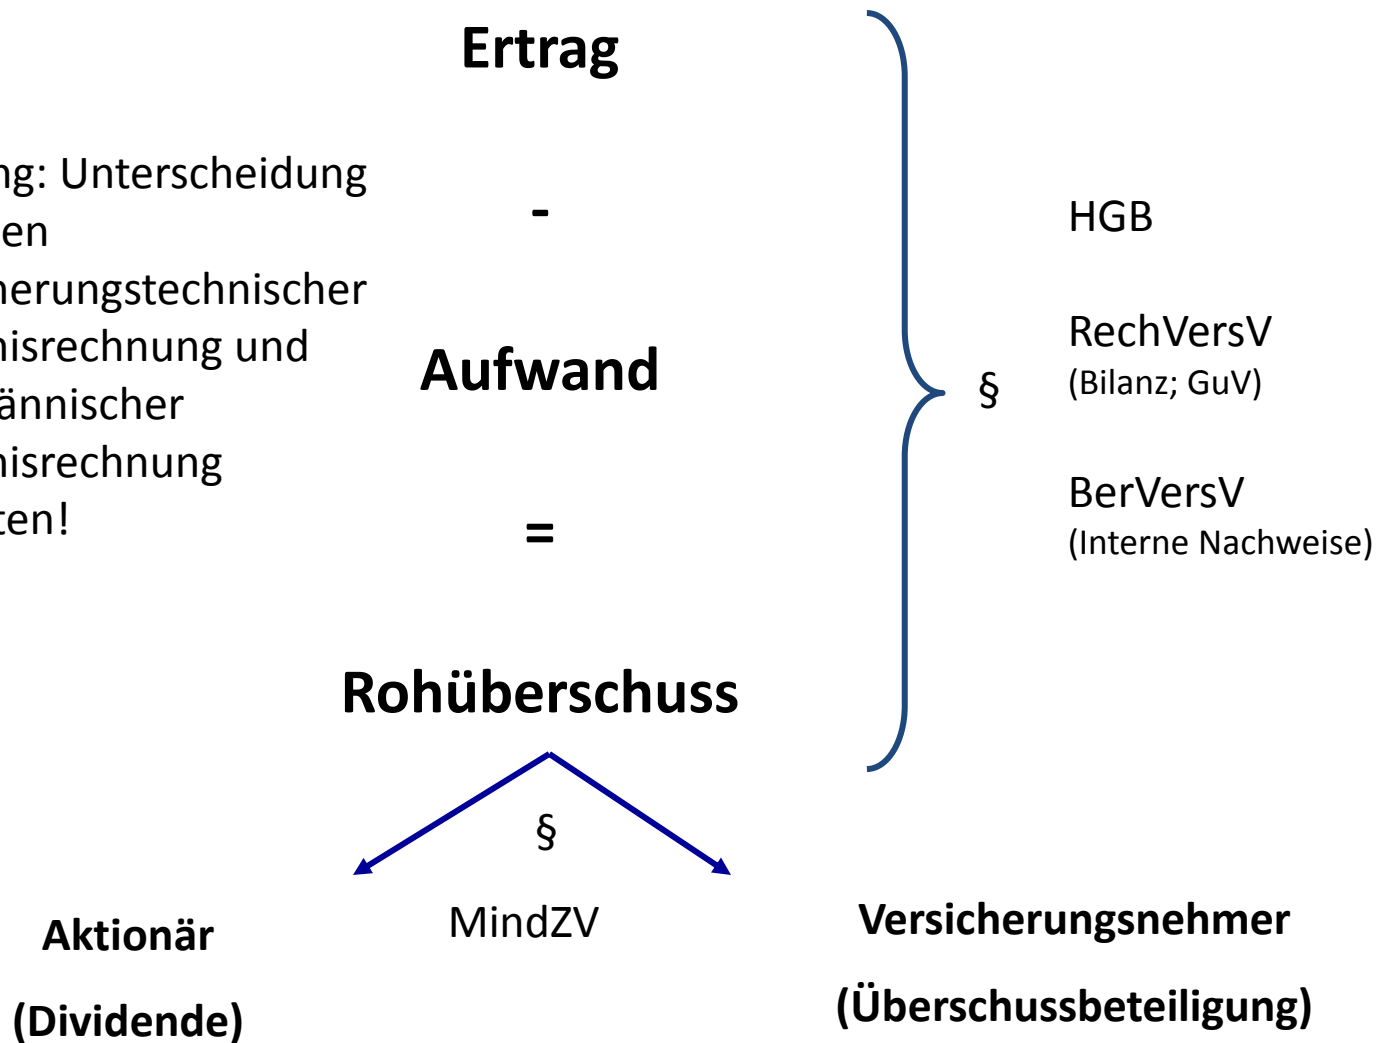 Ertrag
ng: Unterscheidung
en
erungstechnischer
nisrechnung und
ännischer
nisrechnung
ten!
-
Aufwand
=
Rohüberschuss
§
HGB
RechVersV
(Bilanz; GuV)
BerVersV
(Interne Nachweise)
§
MindZV
Aktionär
(Dividende)
Versicherungsnehmer
(Überschussbeteiligung)